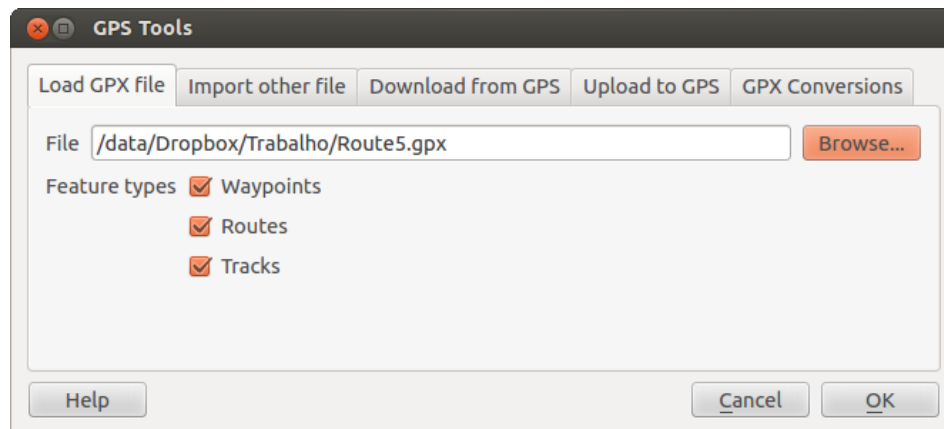 GPS Tools
Load GPX file Import other file Download from GPS Upload to GPS GPX Conversions
File /data/Dropbox/Trabalho/Route5.gpx Browse...
Feature types Waypoints
Routes
Tracks
Help Cancel OK